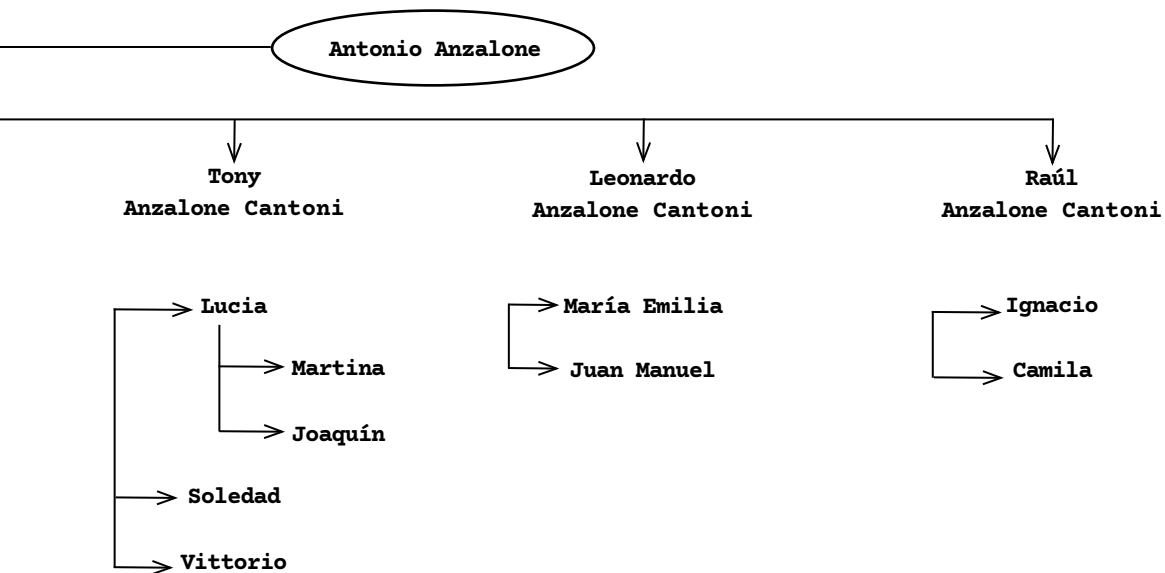 Antonio Anzalone
Tony
Anzalone Cantoni
Leonardo
Anzalone Cantoni
Raúl
Anzalone Cantoni
Lucia
Martina
Joaquín
Soledad
Vittorio
María Emilia
Juan Manuel
Ignacio
Camila